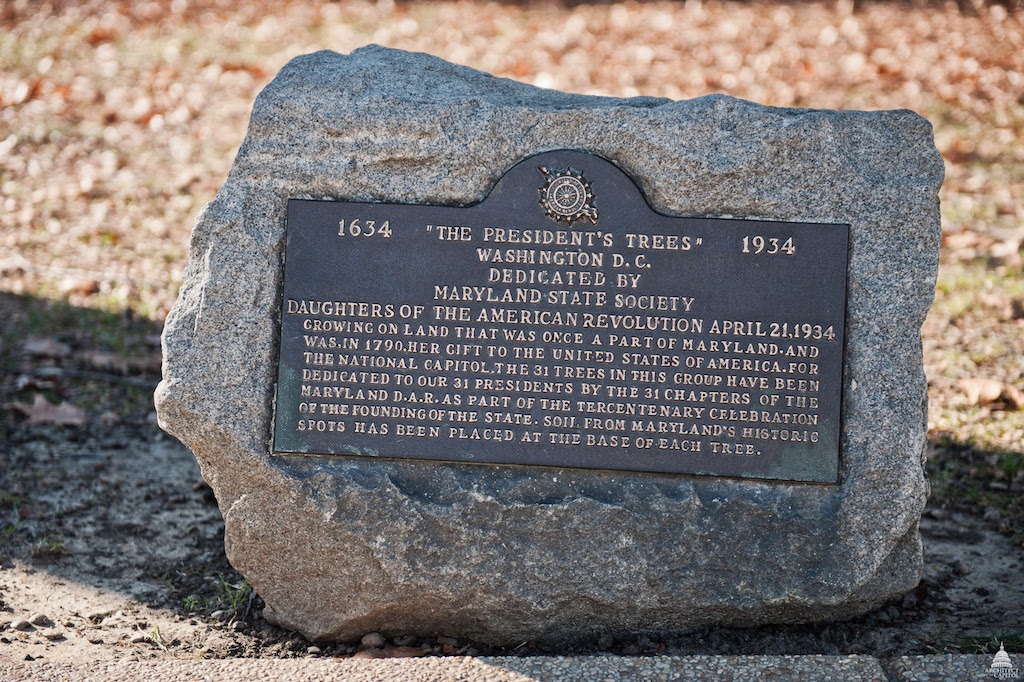 1634 "THE PRESIDENT'S TREES" 1934
WASHINGTON D.C.
DEDICATED BY
MARYLAND STATE SOCIETY
DAUGHTERS OF THE AMERICAN REVOLUTION APRIL 21,1934
GROWING ON LAND THAT WAS ONCE A PART OF MARYLAND.AND
WAS.IN 1790.HER GIFT TO THE UNITED STATES OF AMERICA.FOR
THE NATIONAL CAPITOL.THE 31 TREES IN THIS GROUP HAVE BEEN
DEDICATED TO OUR 31 PRESIDENTS BY THE 31 CHAPTERS OF THE
MARYLAND D.A.R. AS PART OF THE TERCENTENARY CELEBRATION
OF THE FOUNDING OF THE STATE. SOIL FROM MARYLAND'S HISTORIC
SPOTS HAS BEEN PLACED AT THE BASE OF EACH TREE.
ARCHITECT
CAPITOL